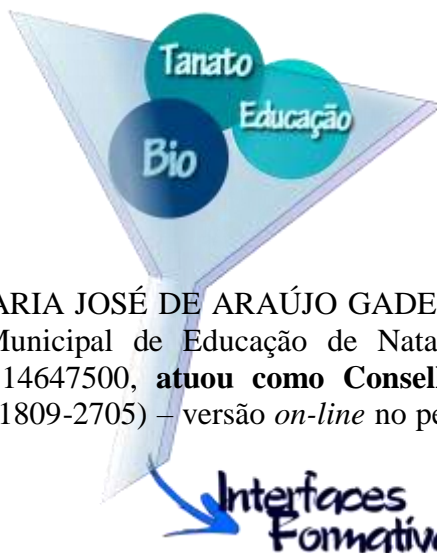 Tanato
Educação
Bio
ARIA JOSÉ DE ARAÚJO GADE
Municipal de Educação de Nata
14647500, atuou como Consel
1809-2705) – versão on-line no pe
Interfaces
Formativa